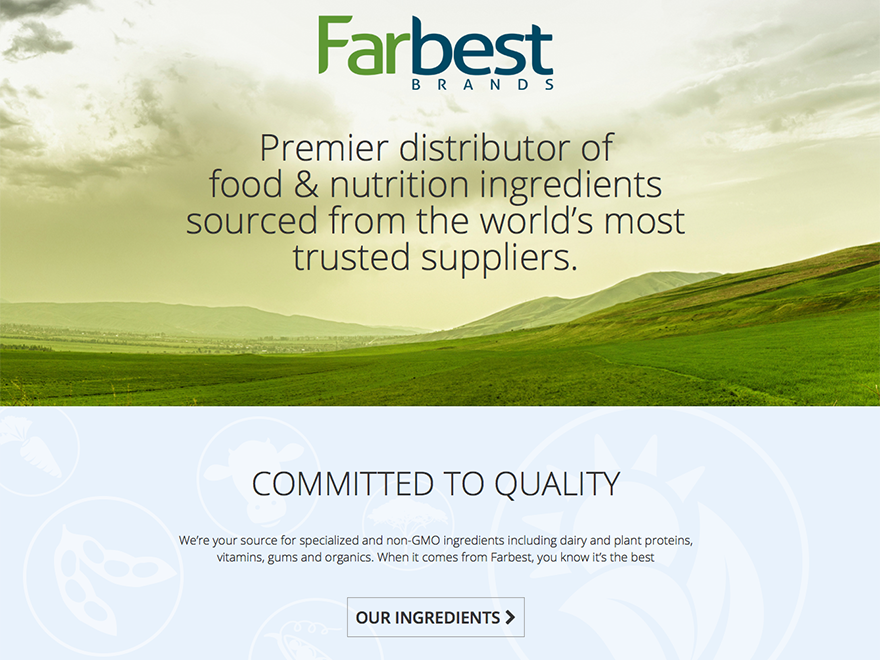 Farbest
BRANDS
Premier distributor of
food & nutrition ingredients
sourced from the world’s most
trusted suppliers.
COMMITTED TO QUALITY
We’re your source for specialized and non-GMO ingredients including dairy and plant proteins,
vitamins, gums and organics. When it comes from Farbest, you know it’s the best
OUR INGREDIENTS